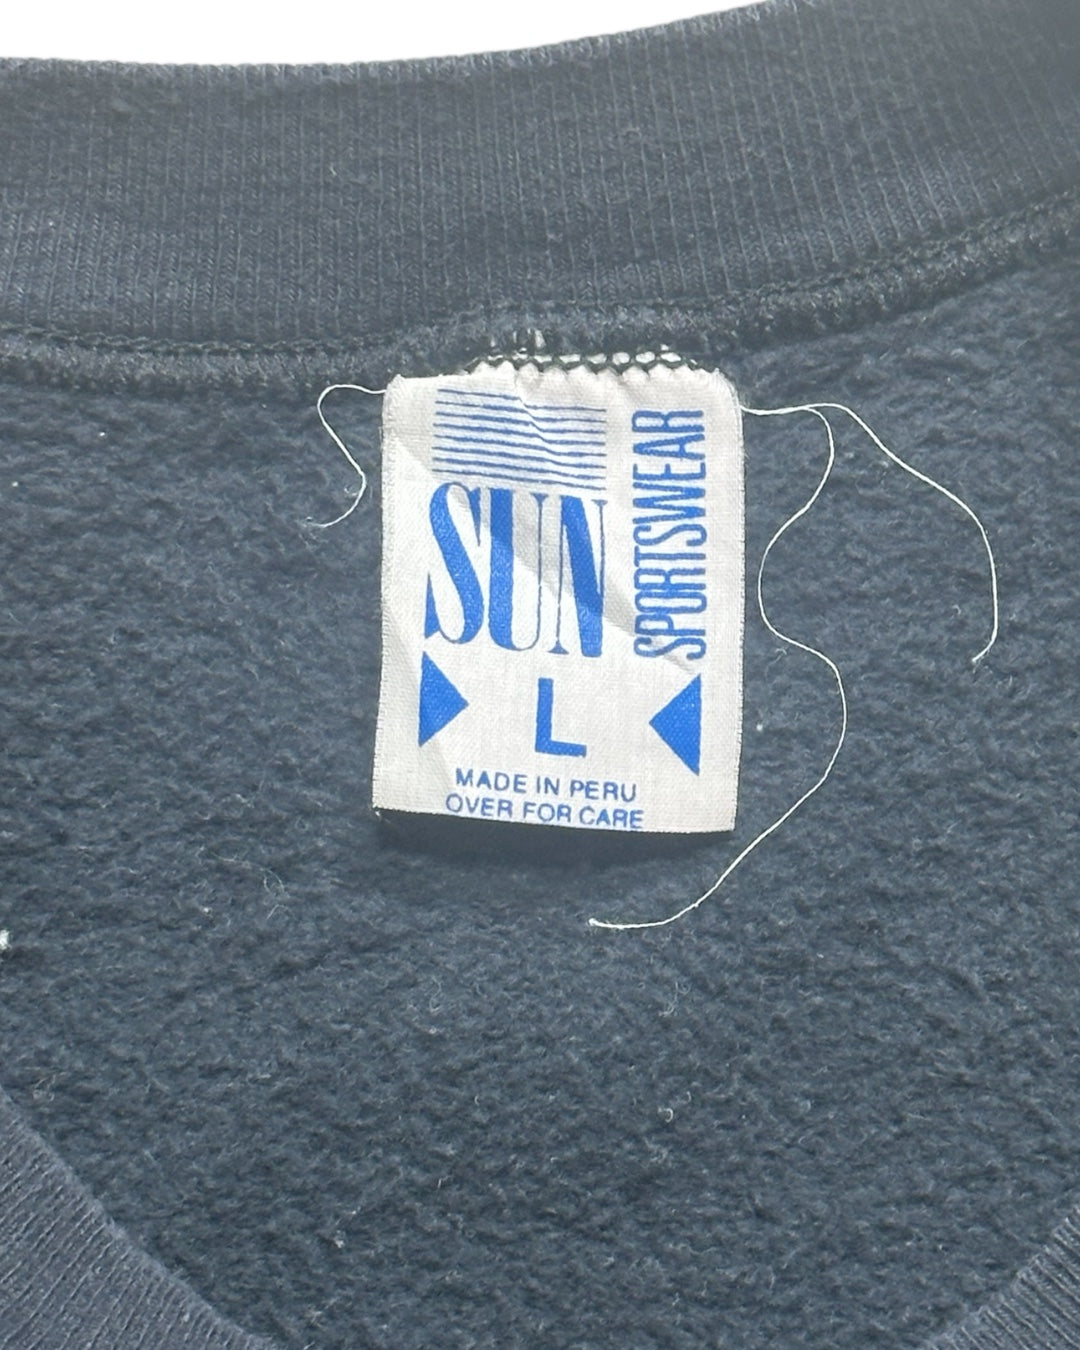 SUN
SPORTSWEAR
L
MADE IN PERU
OVER FOR CARE